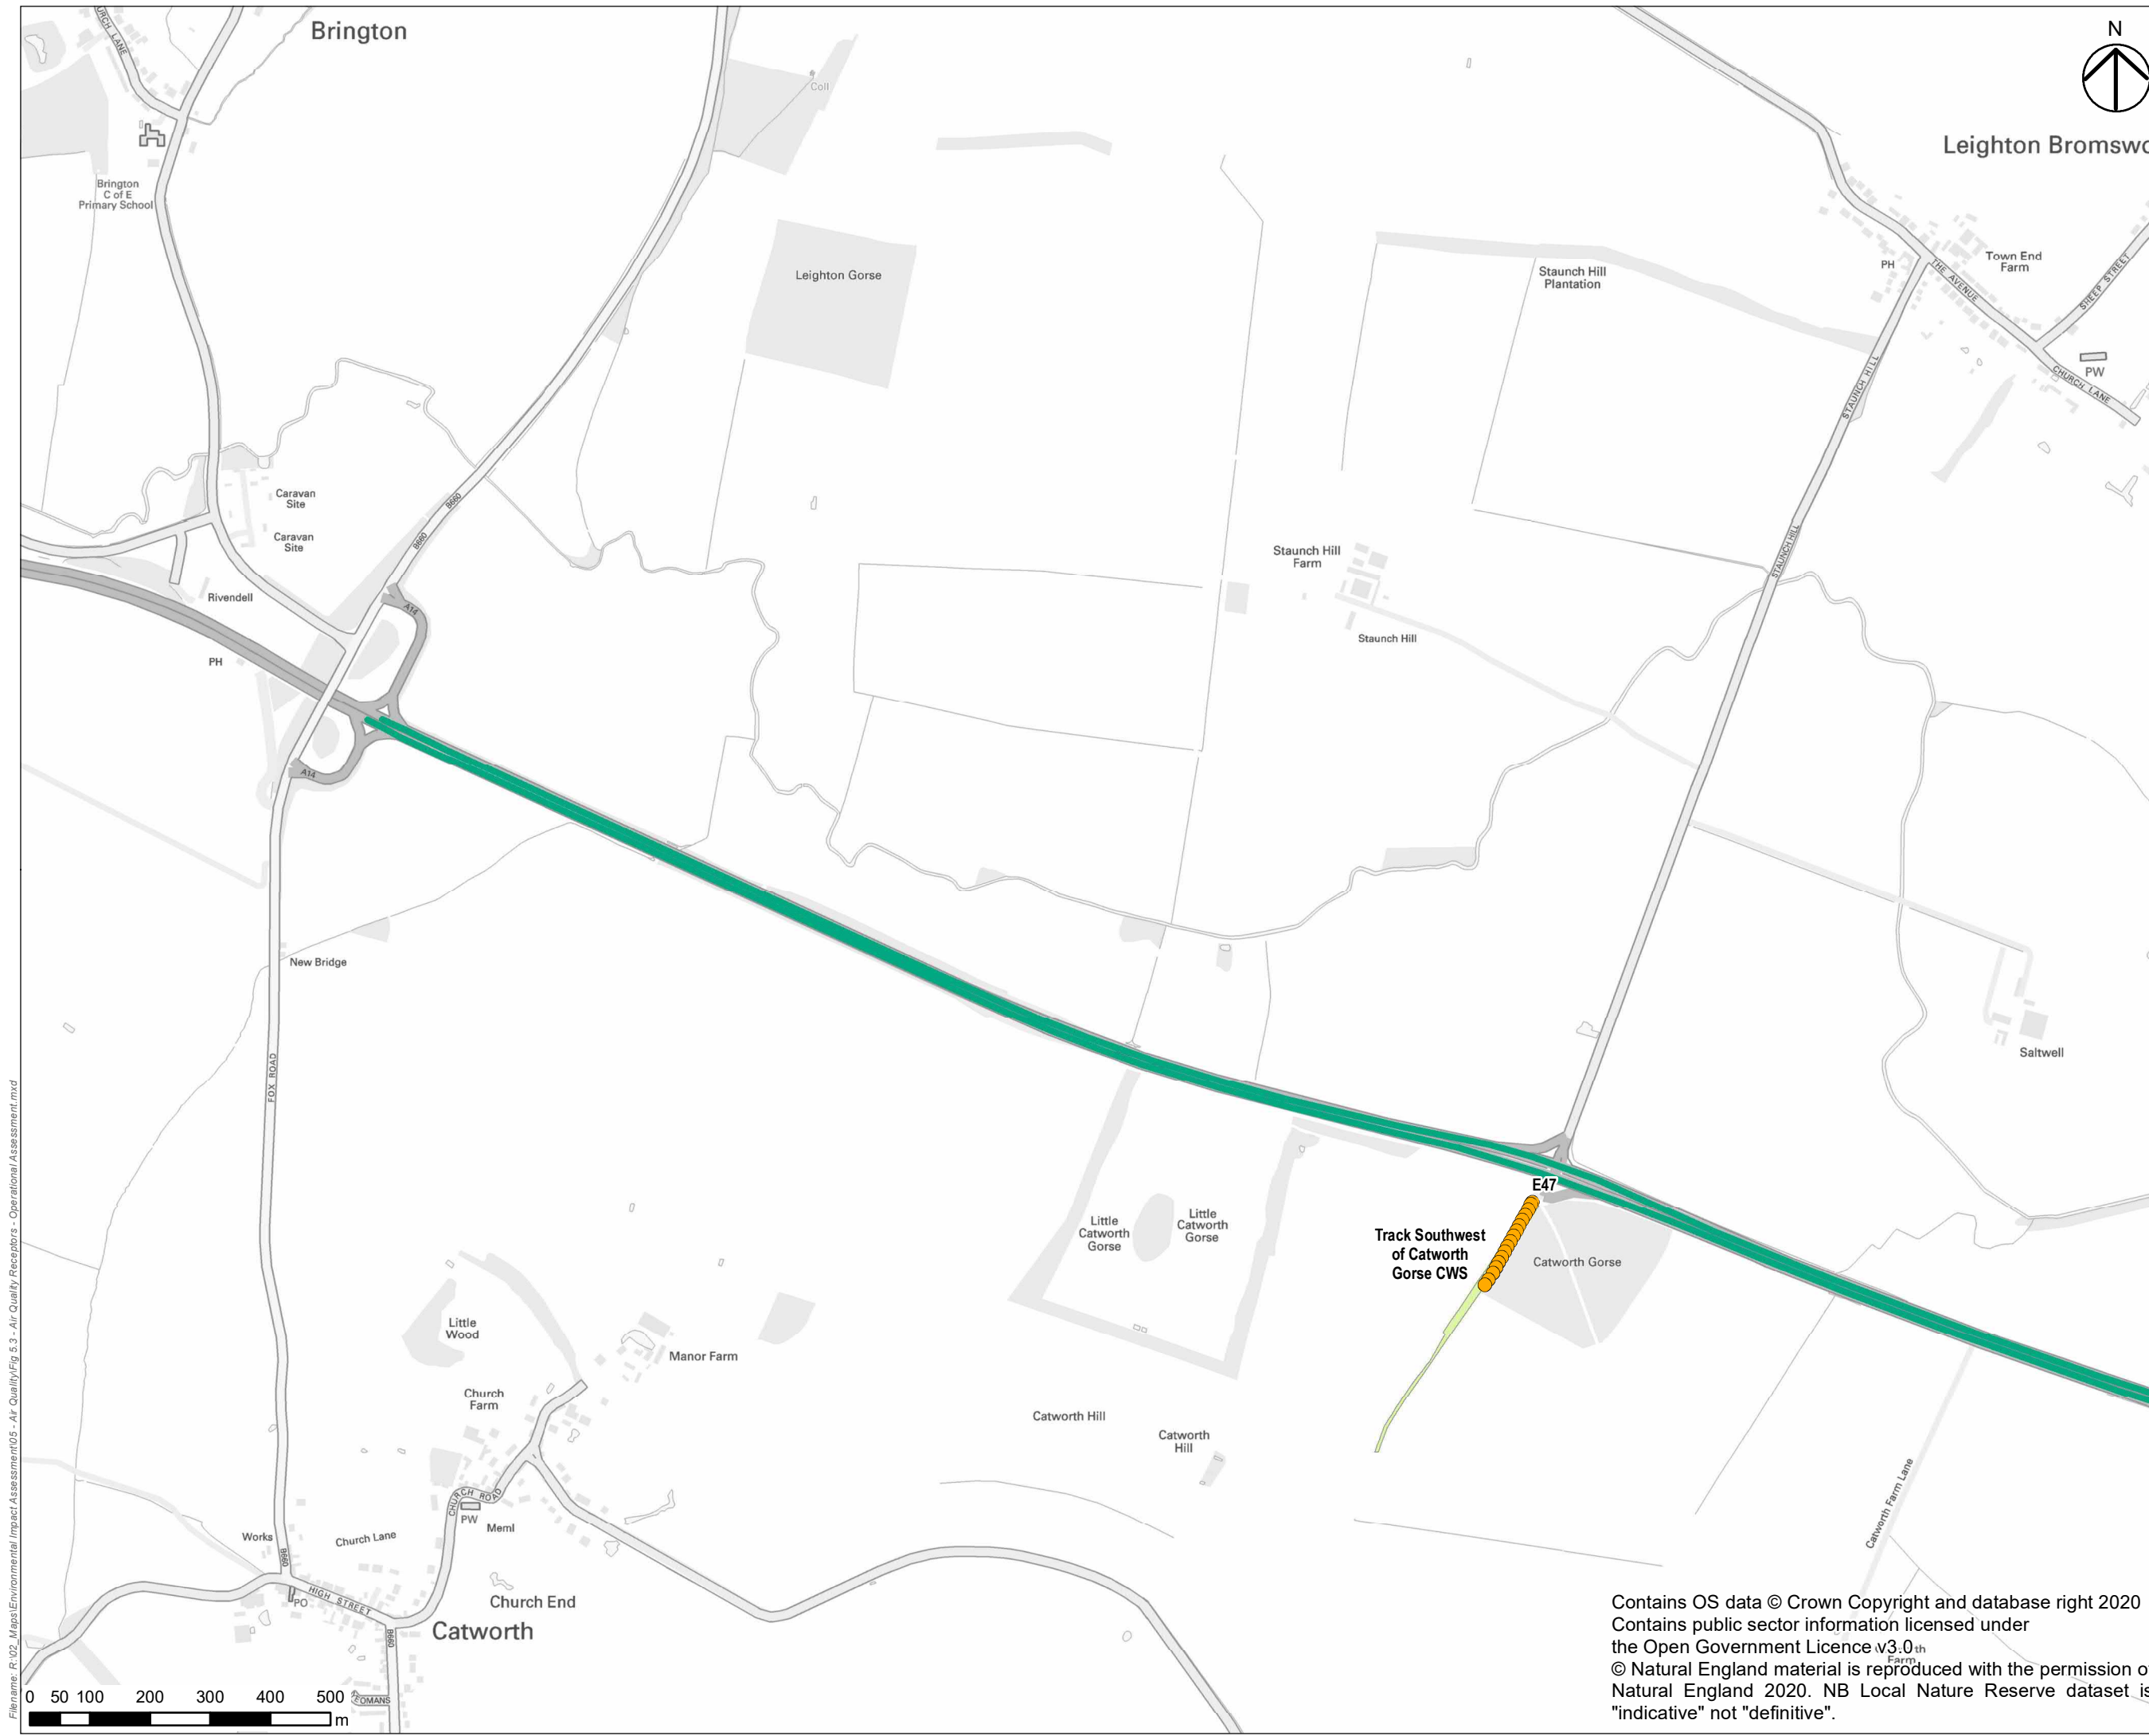 Brington
URCH LANE
N
Coll
Leighton Bromswo
Brington
C of E
Primary School
Leighton Gorse
Staunch Hill
Plantation
PH
THE AVENUE
Town End
Farm
SHEEP STREET
PW
CHURCH LANE
STAUNCH HILL
Caravan
Site
Caravan
Site
B660
B660
STAUNCH HILL
Staunch Hill
Farm
Rivendell
A14
Staunch Hill
PH
A14
New Bridge
FOX ROAD
Saltwell
E47
Track Southwest
of Catworth
Gorse CWS
Little
Catworth
Gorse
Little
Catworth
Gorse
Catworth Gorse
Little
Wood
Manor Farm
Church
Farm
Catworth Hill
Catworth
Hill
Catworth Farm Lane
CHURCH ROAD
PW
Meml
Works
Church Lane
B660
PO
HIGH STREET
Church End
Catworth
B660
EOMANS
0 50 100 200 300 400 500
m
Contains OS data © Crown Copyright and database right 2020
Contains public sector information licensed under
the Open Government Licence v3.0
th
Farm
© Natural England material is reproduced with the permission of
Natural England 2020. NB Local Nature Reserve dataset is
"indicative" not "definitive".
Filename: R:\02_Maps\Environmental Impact Assessment\05 - Air Quality\Fig 5.3 - Air Quality Receptors - Operational Assessment.mxd